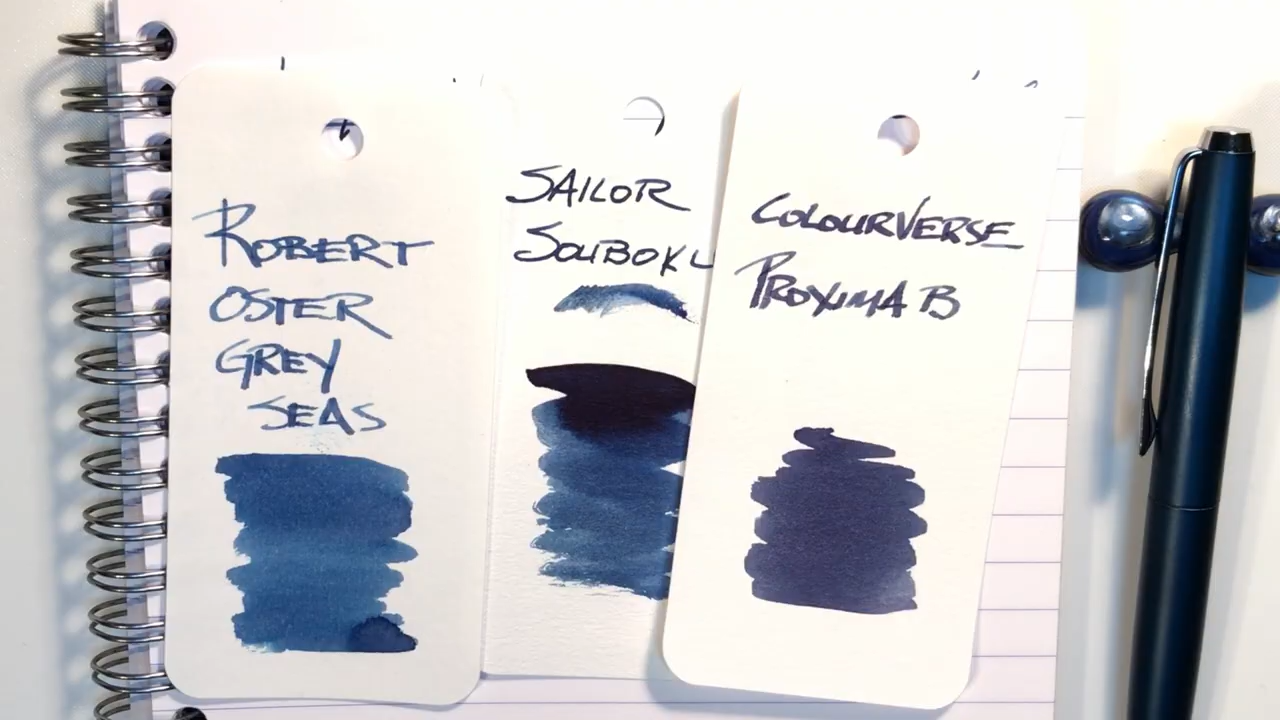 ROBERT
OSTER
GREY
SEAS
SAILOR
SOUBOKU
COLOURVERSE
PROXIMA B